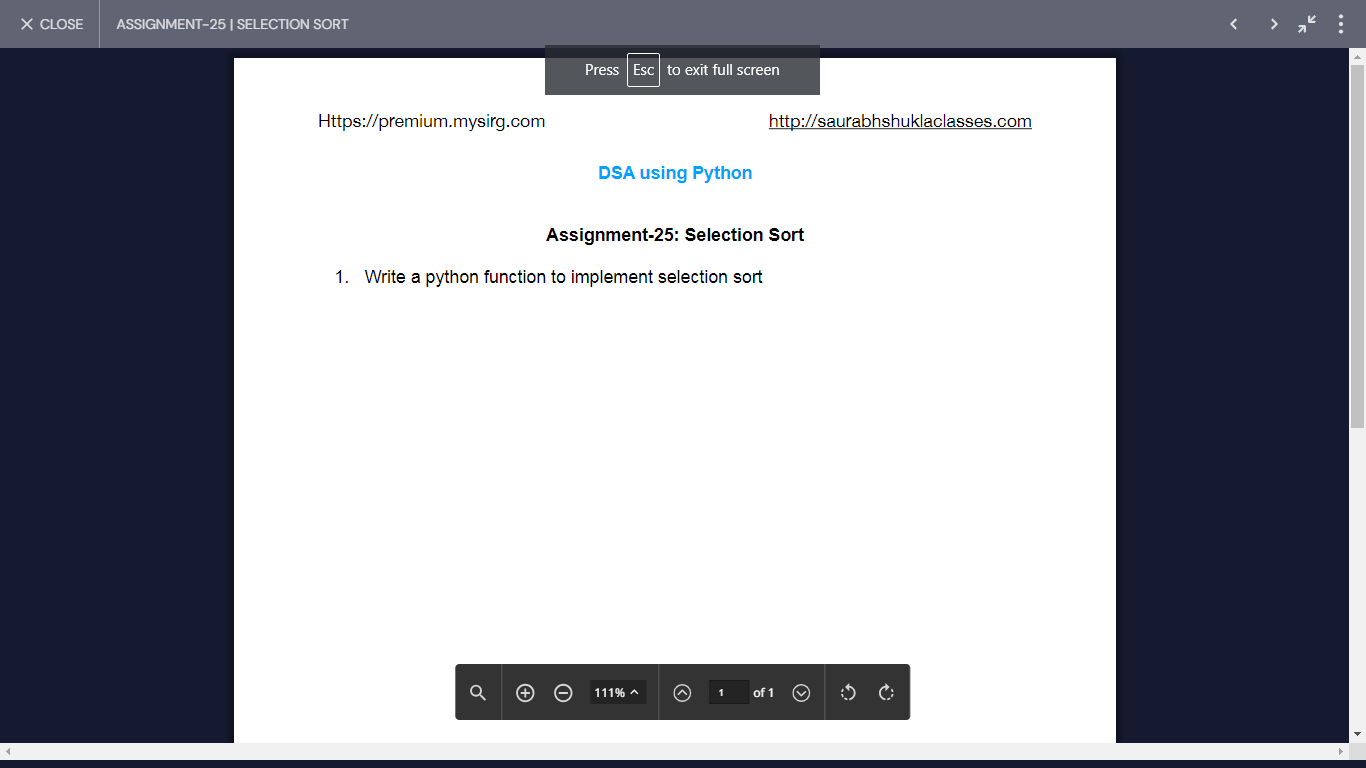 CLOSE
ASSIGNMENT-25 | SELECTION SORT
Press Esc to exit full screen
Https://premium.mysirg.com
http://saurabhshuklaclasses.com
DSA using Python
Assignment-25: Selection Sort
1. Write a python function to implement selection sort
111%
1 of 1